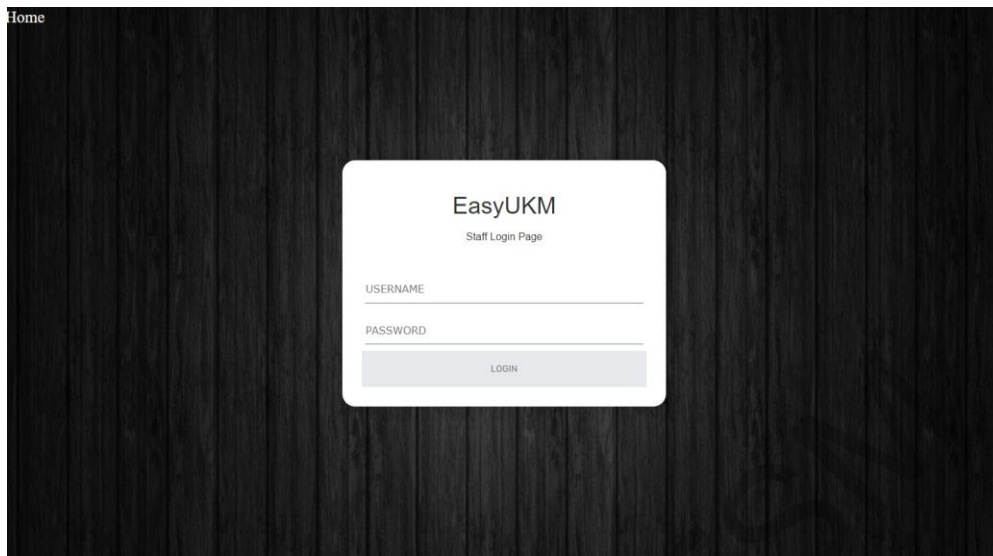 Home
EasyUKM
Staff Login Page
USERNAME
PASSWORD
LOGIN